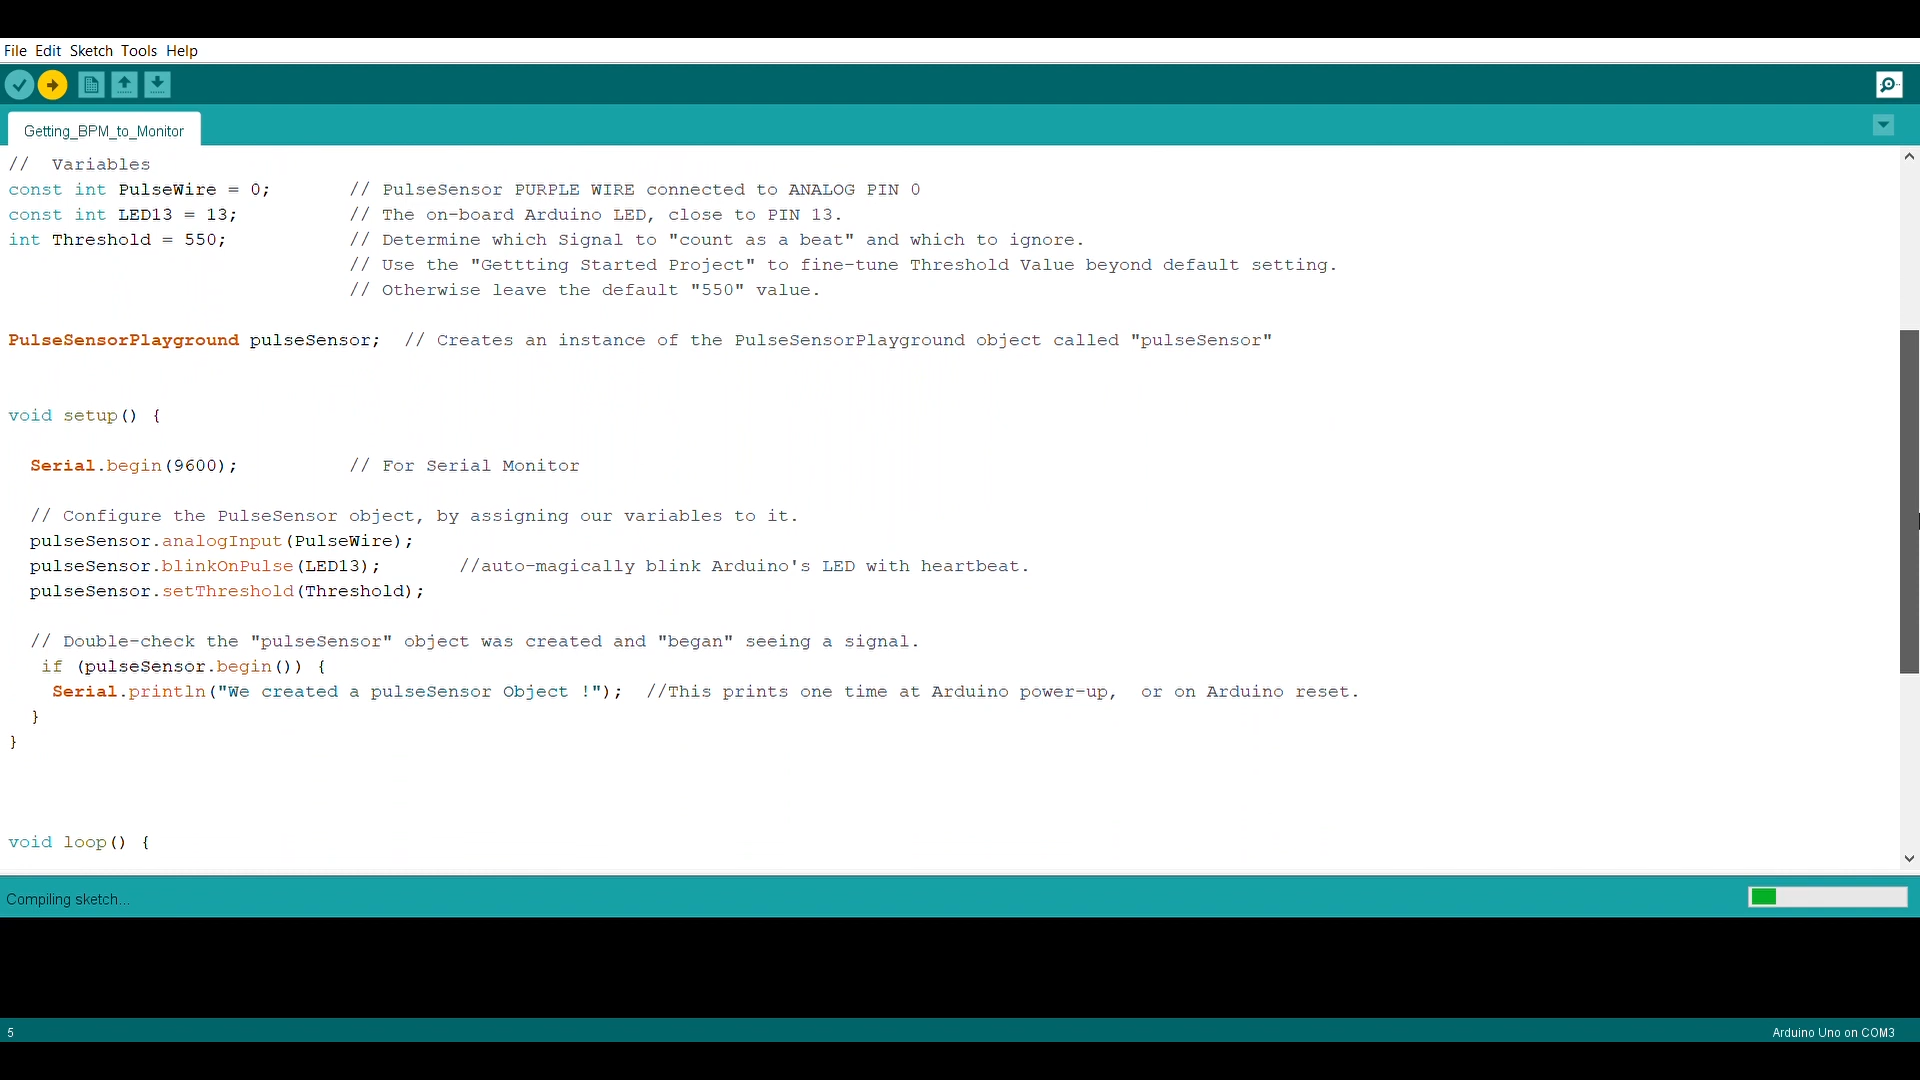 File Edit Sketch Tools Help
Getting_BPM_to_Monitor
//  Variables
const int PulseWire = 0;       // PulseSensor PURPLE WIRE connected to ANALOG PIN 0
const int LED13 = 13;          // The on-board Arduino LED, close to PIN 13.
int Threshold = 550;           // Determine which Signal to "count as a beat" and which to ignore.
                               // Use the "Gettting Started Project" to fine-tune Threshold Value beyond default setting.
                               // Otherwise leave the default "550" value.
PulseSensorPlayground pulseSensor;  // Creates an instance of the PulseSensorPlayground object called "pulseSensor"
void setup() {
  Serial.begin(9600);          // For Serial Monitor
  // Configure the PulseSensor object, by assigning our variables to it.
  pulseSensor.analogInput(PulseWire);
  pulseSensor.blinkOnPulse(LED13);       //auto-magically blink Arduino's LED with heartbeat.
  pulseSensor.setThreshold(Threshold);
  // Double-check the "pulseSensor" object was created and "began" seeing a signal.
   if (pulseSensor.begin()) {
    Serial.println("We created a pulseSensor Object !");  //This prints one time at Arduino power-up,  or on Arduino reset.
  }
}
void loop() {
Compiling sketch...
5
Arduino Uno on COM3